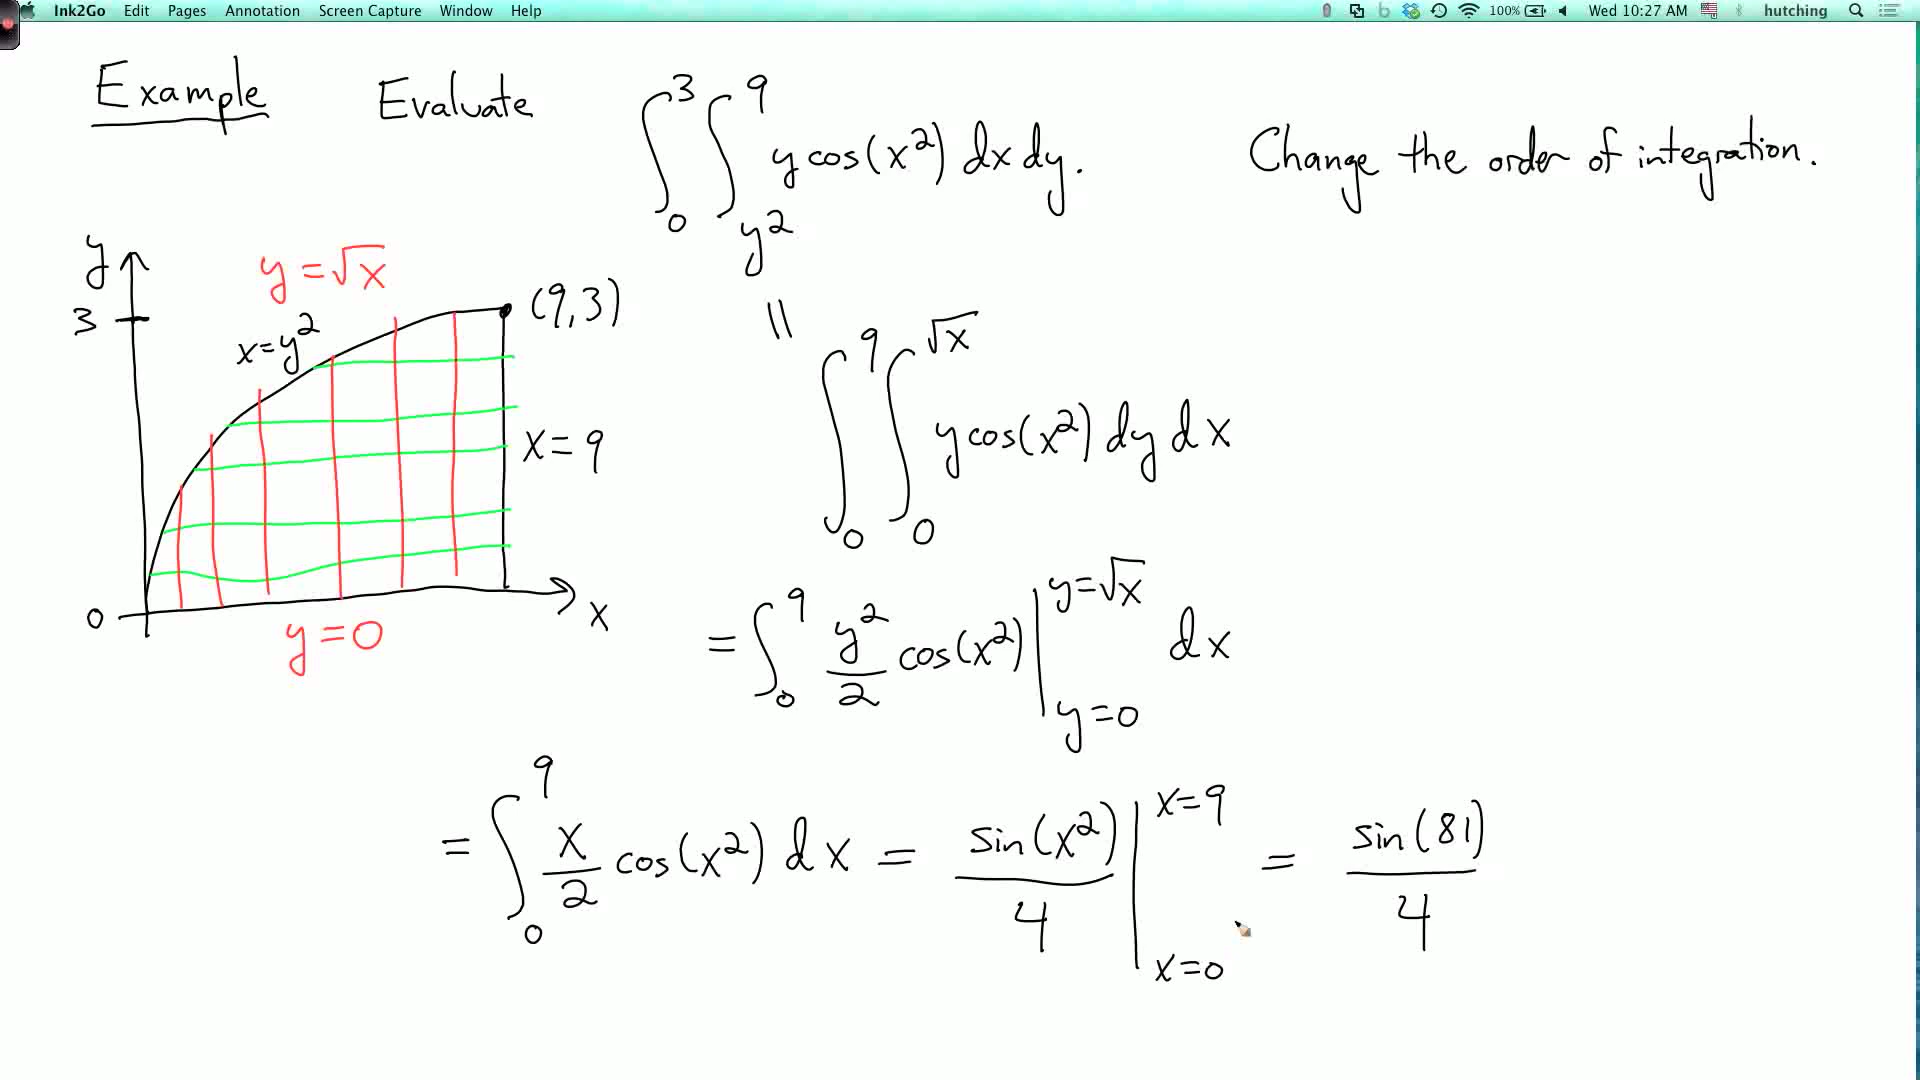 Ink2Go Edit Pages Annotation Screen Capture Window Help 100% Wed 10:27 AM hutching
Example Evaluate ∫₀³ ∫_{y²}⁹ y cos(x²) dx dy. Change the order of integration.
y
3
0
x
y = √x
x = y²
(9,3)
x = 9
y = 0
= ∫₀⁹ ∫₀^{√x} y cos(x²) dy dx
= ∫₀⁹ y²/2 cos(x²) |_{y=0}^{y=√x} dx
= ∫₀⁹ x/2 cos(x²) dx = sin(x²)/4 |_{x=0}^{x=9} = sin(81)/4